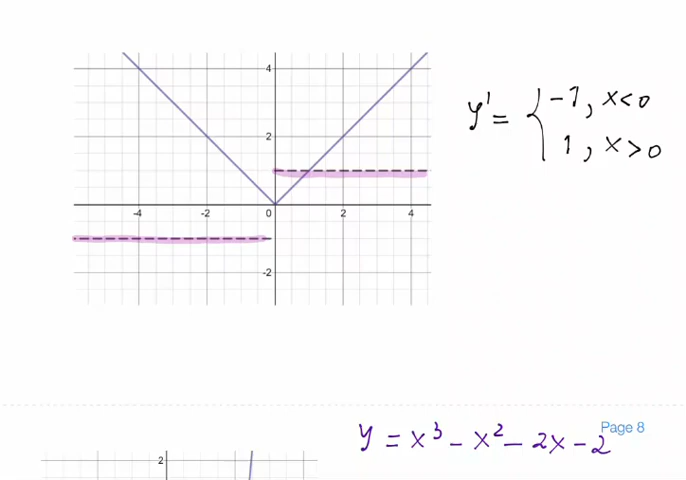 4
2
-4 -2 0 2 4
-2
y' = { -1, x<0
1, x>0
Page 8
y = x³ - x² - 2x - 2
2